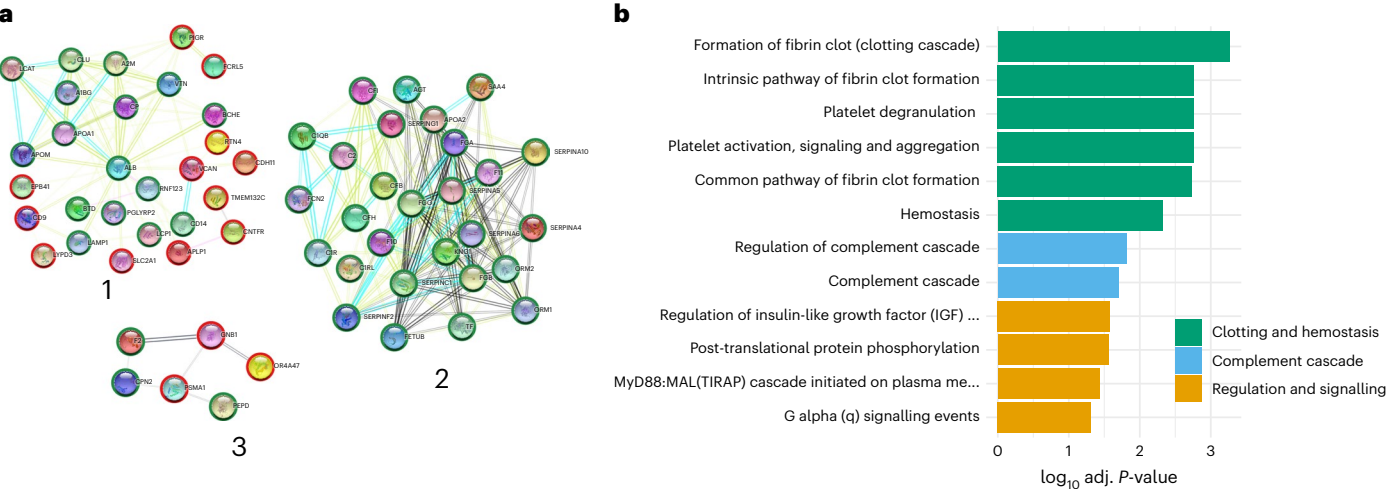 a
PIGR
CLU
A2M
LCAT
FCRL5
VTN
A1BG
CP
BCHE
APOA1
RTN4
APOM
CDH11
ALB
VCAN
EPB41
RNF123
TMEM132C
BTD
PGLYRP2
CD9
CD14
CNTFR
LCP1
LAMP1
LYPD3
SLC2A1
APLP1
1
CFI
AGT
SAA4
APOA2
SERPING1
C1QB
FGA
C2
SERPINA10
F11
CFB
SERPINA5
FCN2
FGG
CFH
SERPINA4
SERPINA6
F10
C1R
KNG1
C1RL
ORM2
FGB
SERPINC1
ORM1
SERPINF2
TF
FETUB
2
F2
GNB1
OR4A47
CPN2
PSMA1
PEPD
3
b
Formation of fibrin clot (clotting cascade)
Intrinsic pathway of fibrin clot formation
Platelet degranulation
Platelet activation, signaling and aggregation
Common pathway of fibrin clot formation
Hemostasis
Regulation of complement cascade
Complement cascade
Regulation of insulin-like growth factor (IGF) ...
Post-translational protein phosphorylation
MyD88:MAL(TIRAP) cascade initiated on plasma me...
G alpha (q) signalling events
Clotting and hemostasis
Complement cascade
Regulation and signalling
0 1 2 3
log10 adj. P-value